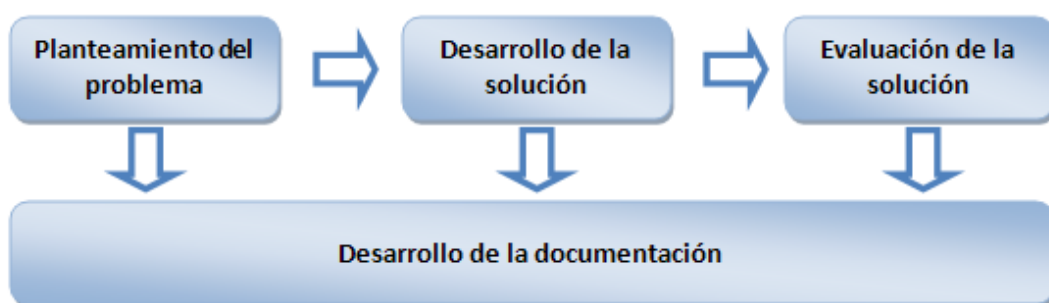 Planteamiento del
problema
Desarrollo de la
solución
Evaluación de la
solución
Desarrollo de la documentación